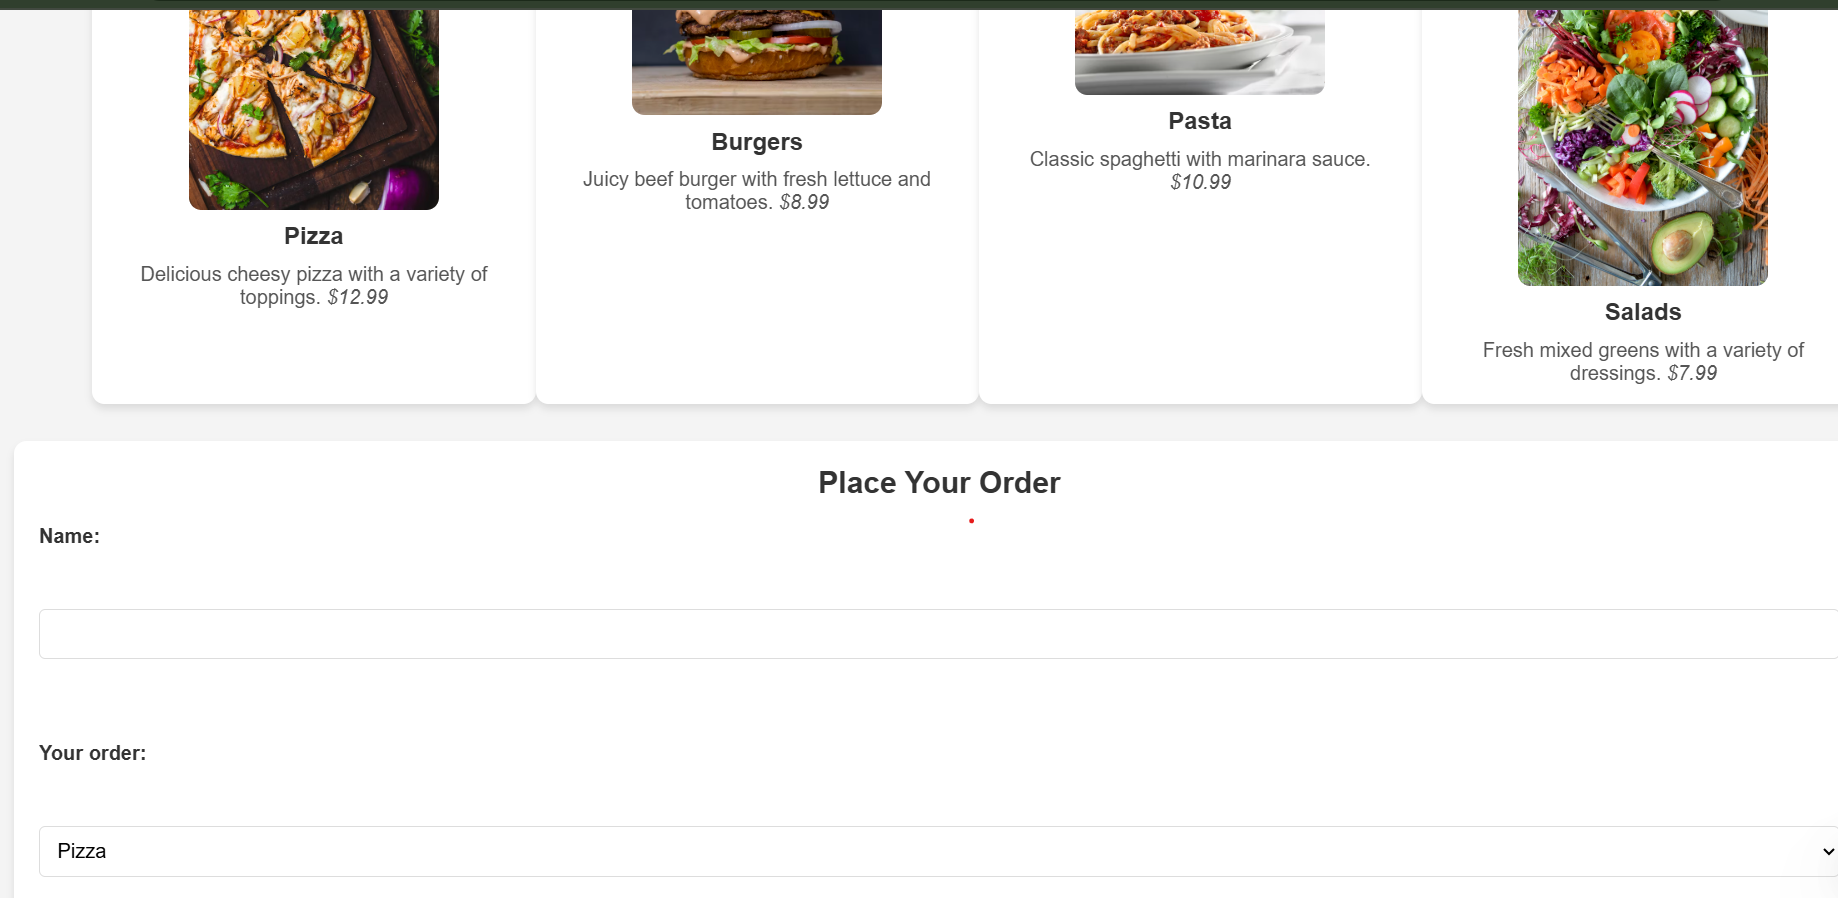 Pizza
Delicious cheesy pizza with a variety of
toppings. $12.99
Burgers
Juicy beef burger with fresh lettuce and
tomatoes. $8.99
Pasta
Classic spaghetti with marinara sauce.
$10.99
Salads
Fresh mixed greens with a variety of
dressings. $7.99
Place Your Order
Name:
Your order:
Pizza